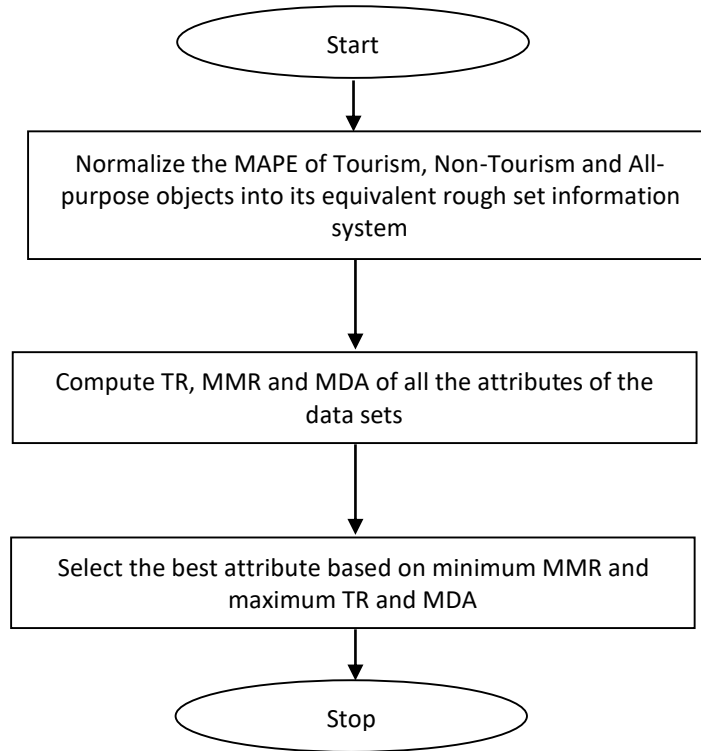 Start
Normalize the MAPE of Tourism, Non-Tourism and All-
purpose objects into its equivalent rough set information
system
Compute TR, MMR and MDA of all the attributes of the
data sets
Select the best attribute based on minimum MMR and
maximum TR and MDA
Stop